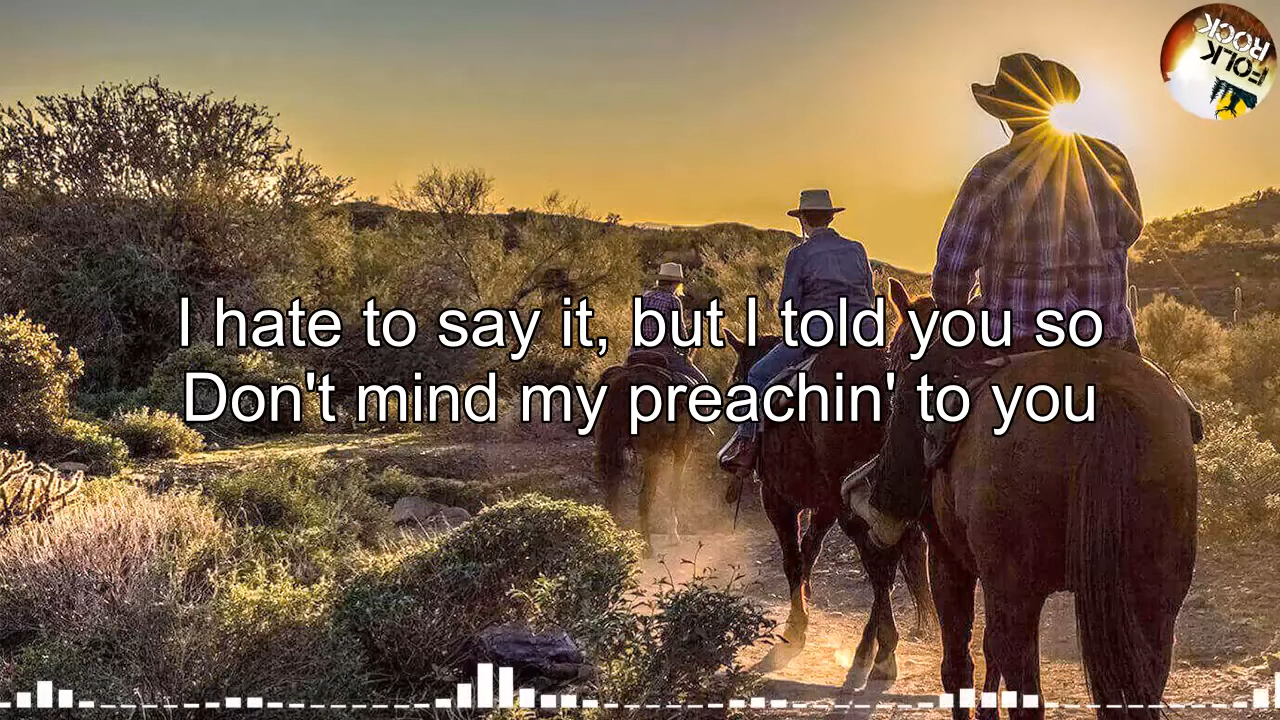 ROCK
FOLK
I hate to say it, but I told you so
Don't mind my preachin' to you